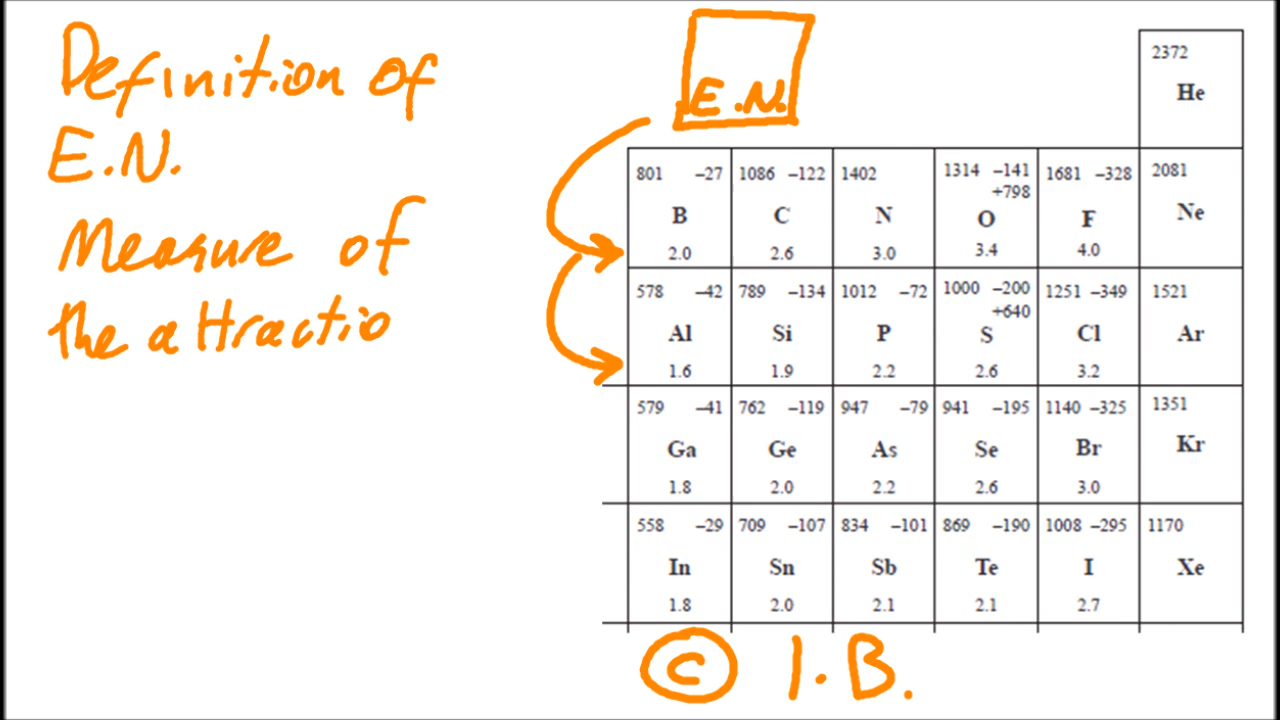 Definition of
E.N.
Measure of
the attractio
E.N.
2372
He
801 –27 1086 –122 1402 1314 –141 1681 –328 2081
+798
B C N O F Ne
2.0 2.6 3.0 3.4 4.0
578 –42 789 –134 1012 –72 1000 –200 1251 –349 1521
+640
Al Si P S Cl Ar
1.6 1.9 2.2 2.6 3.2
579 –41 762 –119 947 –79 941 –195 1140 –325 1351
Ga Ge As Se Br Kr
1.8 2.0 2.2 2.6 3.0
558 –29 709 –107 834 –101 869 –190 1008 –295 1170
In Sn Sb Te I Xe
1.8 2.0 2.1 2.1 2.7
© I.B.